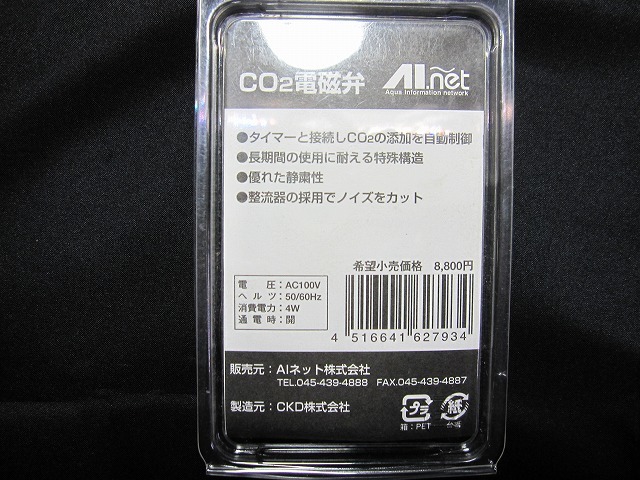 CO2電磁弁
AI.net
Aqua Information network
●タイマーと接続しCO2の添加を自動制御
●長期間の使用に耐える特殊構造
●優れた静粛性
●整流器の採用でノイズをカット
希望小売価格 8,800円
電圧：AC100V
ヘルツ：50/60Hz
消費電力：4W
通電時：開
4 516641 627934
販売元：AIネット株式会社
TEL.045-439-4888 FAX.045-439-4887
製造元：CKD株式会社
プラ
箱：PET
紙
台紙